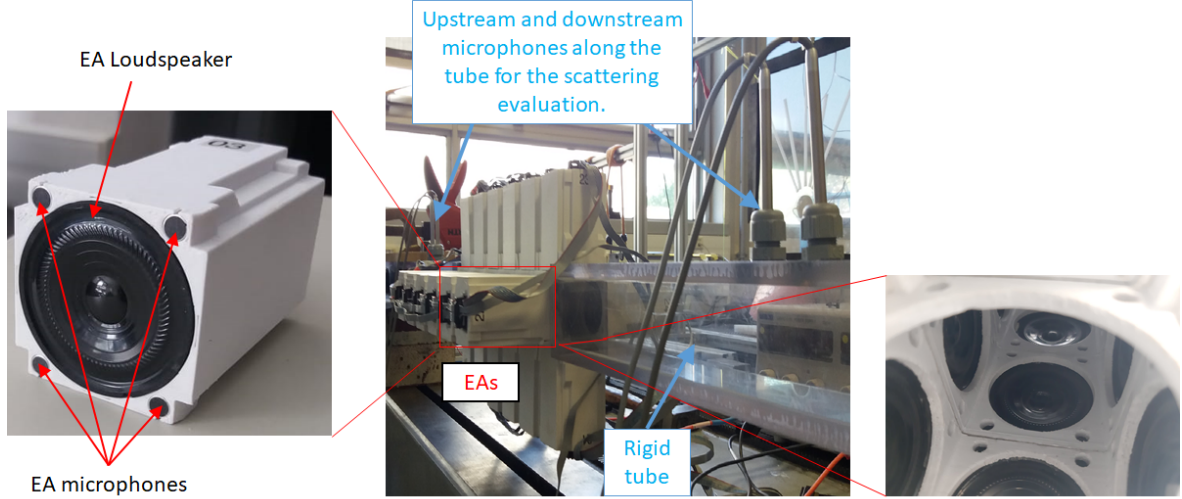 EA Loudspeaker
03
EA microphones
Upstream and downstream
microphones along the
tube for the scattering
evaluation.
EAs
Rigid
tube